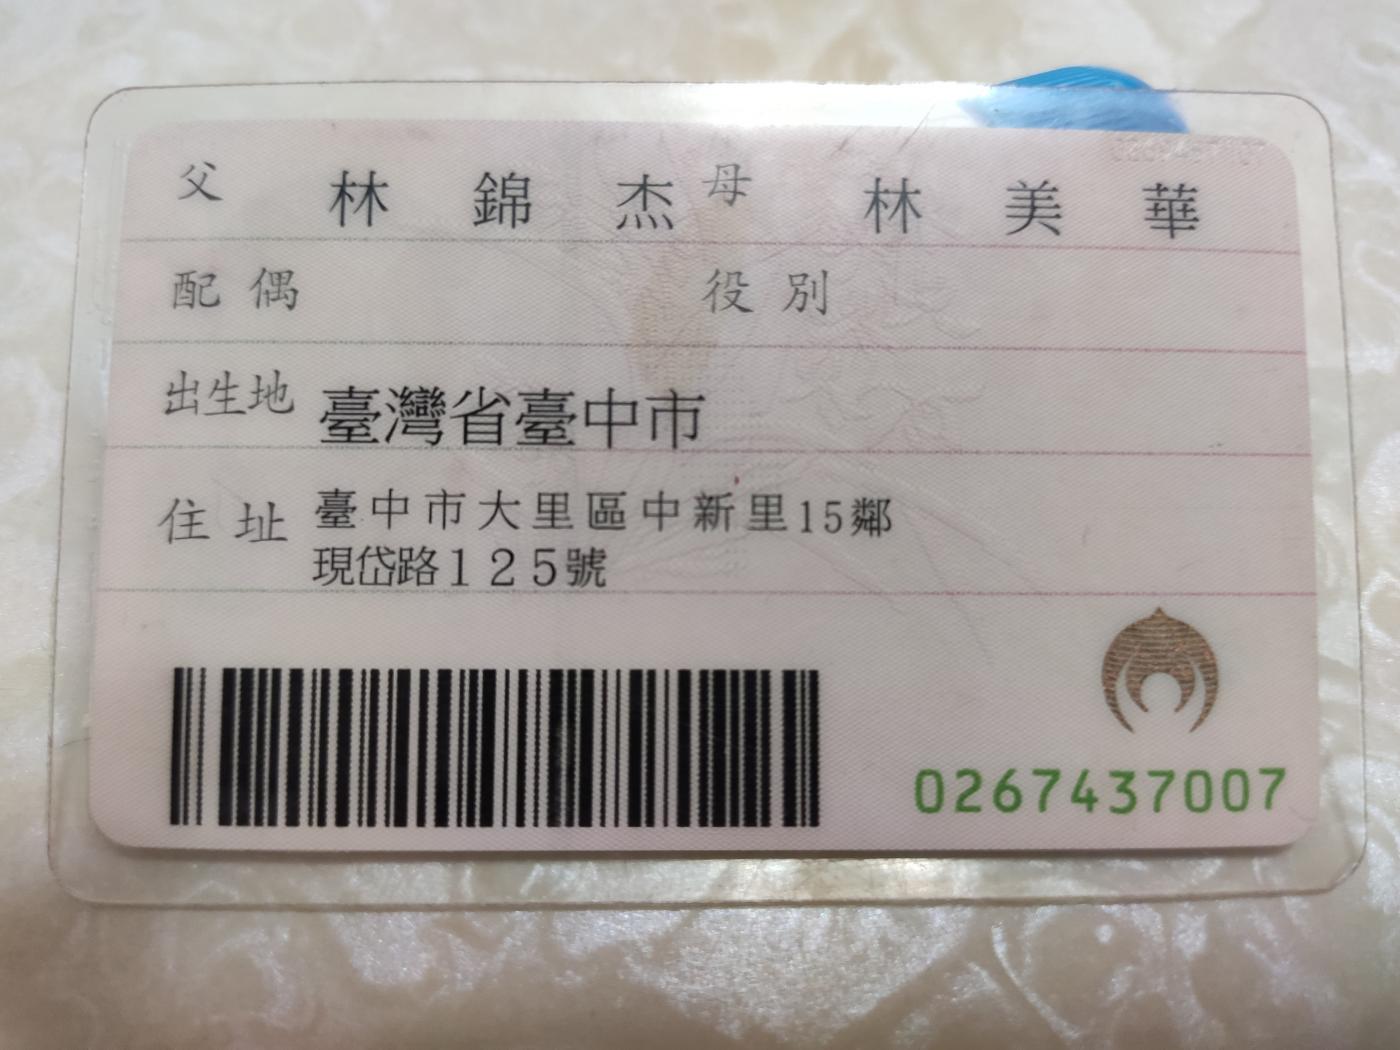 父 林錦杰 母 林美華
配偶 役別
出生地 臺灣省臺中市
住址 臺中市大里區中新里15鄰
現岱路125號
0267437007